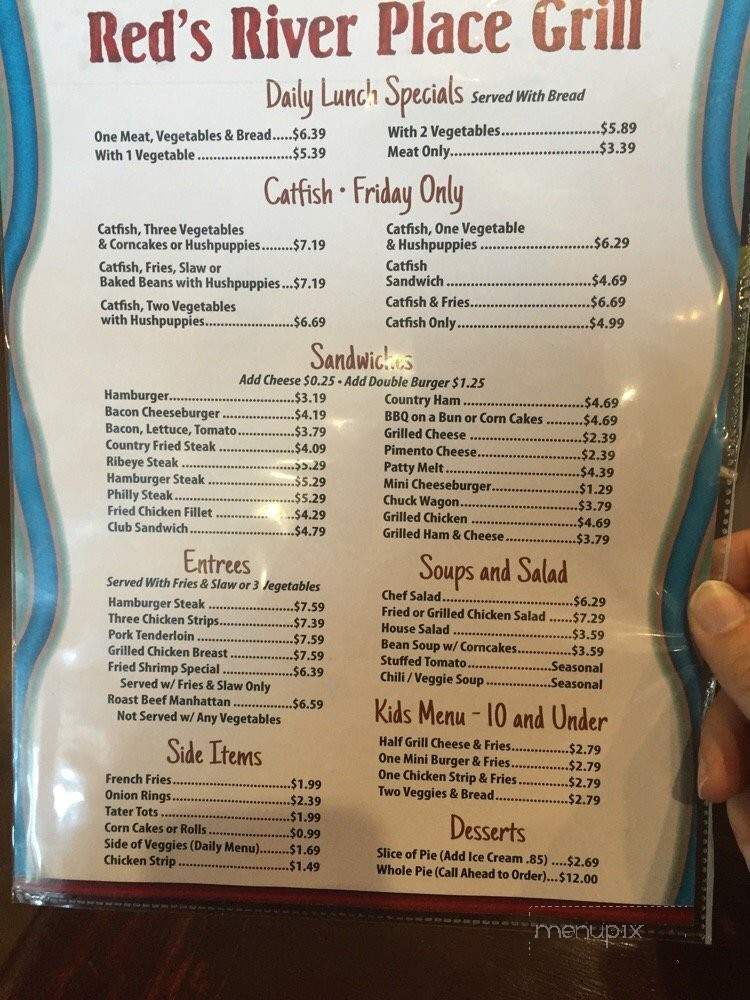 Red's River Place Grill
Daily Lunch Specials Served With Bread
One Meat, Vegetables & Bread.....$6.39
With 1 Vegetable ......................$5.39
With 2 Vegetables......................$5.89
Meat Only.................................$3.39
Catfish • Friday Only
Catfish, Three Vegetables
& Corncakes or Hushpuppies........$7.19
Catfish, Fries, Slaw or
Baked Beans with Hushpuppies...$7.19
Catfish, Two Vegetables
with Hushpuppies....................$6.69
Catfish, One Vegetable
& Hushpuppies ........................$6.29
Catfish
Sandwich ...............................$4.69
Catfish & Fries.........................$6.69
Catfish Only............................$4.99
Sandwiches
Add Cheese $0.25 • Add Double Burger $1.25
Hamburger............................$3.19
Bacon Cheeseburger ................$4.19
Bacon, Lettuce, Tomato.............$3.79
Country Fried Steak .................$4.09
Ribeye Steak .........................$5.29
Hamburger Steak ....................$5.29
Philly Steak...........................$5.29
Fried Chicken Fillet ..................$4.29
Club Sandwich........................$4.79
Country Ham .........................$4.69
BBQ on a Bun or Corn Cakes .........$4.69
Grilled Cheese ........................$2.39
Pimento Cheese.......................$2.39
Patty Melt..............................$4.39
Mini Cheeseburger....................$1.29
Chuck Wagon..........................$3.79
Grilled Chicken .......................$4.69
Grilled Ham & Cheese................$3.79
Entrees
Served With Fries & Slaw or 3 Vegetables
Hamburger Steak ....................$7.59
Three Chicken Strips.................$7.39
Pork Tenderloin ......................$7.59
Grilled Chicken Breast ...............$7.59
Fried Shrimp Special .................$6.39
Served w/ Fries & Slaw Only
Roast Beef Manhattan ...............$6.59
Not Served w/ Any Vegetables
Soups and Salad
Chef Salad..............................$6.29
Fried or Grilled Chicken Salad ......$7.29
House Salad ...........................$3.59
Bean Soup w/ Corncakes.............$3.59
Stuffed Tomato....................Seasonal
Chili / Veggie Soup ...............Seasonal
Kids Menu - 10 and Under
Half Grill Cheese & Fries..............$2.79
One Mini Burger & Fries..............$2.79
One Chicken Strip & Fries............$2.79
Two Veggies & Bread..................$2.79
Side Items
French Fries...........................$1.99
Onion Rings...........................$2.39
Tater Tots .............................$1.99
Corn Cakes or Rolls...................$0.99
Side of Veggies (Daily Menu).......$1.69
Chicken Strip .........................$1.49
Desserts
Slice of Pie (Add Ice Cream .85) ....$2.69
Whole Pie (Call Ahead to Order)...$12.00
menupix